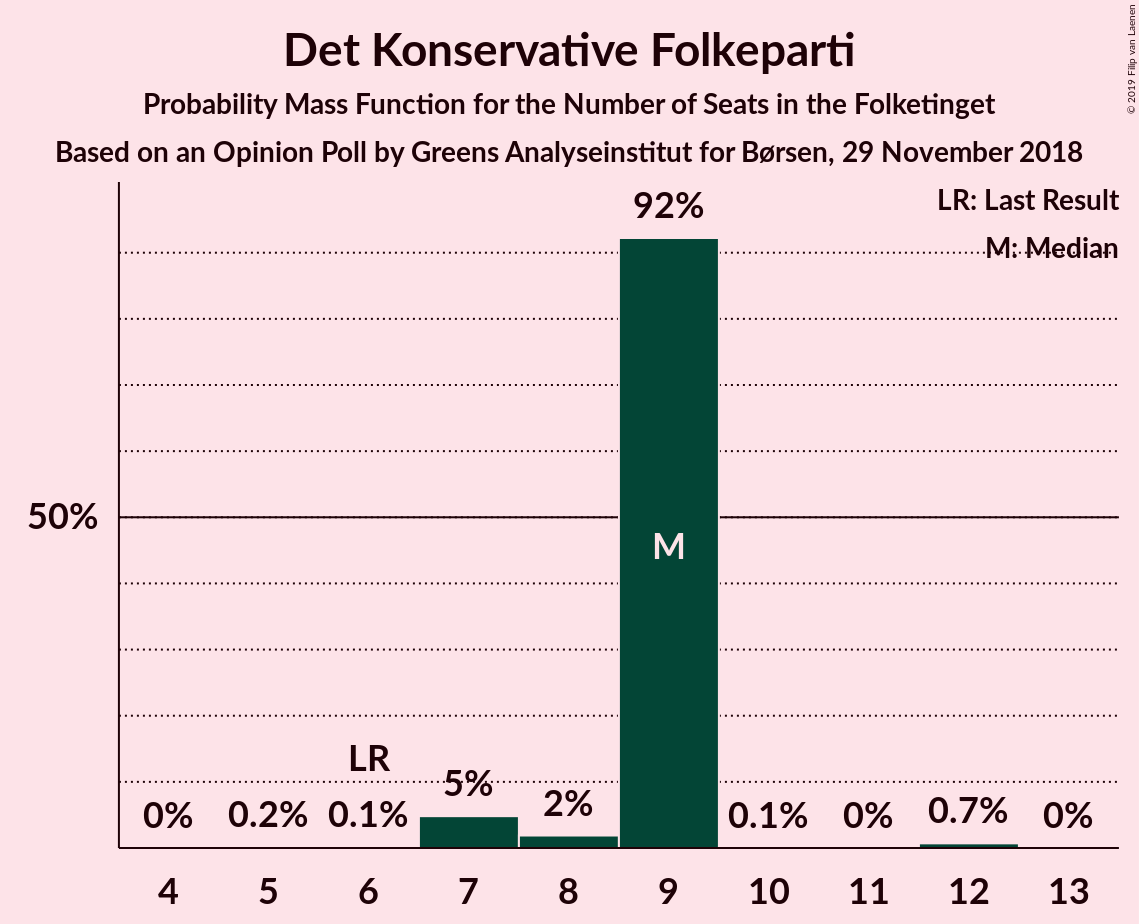 Det Konservative Folkeparti
Probability Mass Function for the Number of Seats in the Folketinget
Based on an Opinion Poll by Greens Analyseinstitut for Børsen, 29 November 2018
© 2019 Filip van Laenen
LR: Last Result
M: Median
92%
50%
M
LR
0% 0.2% 0.1% 5% 2% 0.1% 0% 0.7% 0%
4 5 6 7 8 9 10 11 12 13